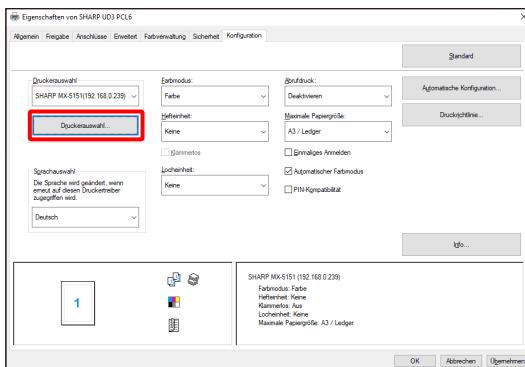 Eigenschaften von SHARP UD3 PCL6
Allgemein Freigabe Anschlüsse Erweitert Farbverwaltung Sicherheit Konfiguration
Standard
Druckerauswahl
SHARP MX-5151(192.168.0.239)
Druckerauswahl...
Farbmodus:
Farbe
Abrufdruck:
Deaktivieren
Automatische Konfiguration...
Hefteinheit:
Keine
Maximale Papiergröße:
A3 / Ledger
Druckrichtlinie...
Klammerlos
Einmaliges Anmelden
Sprachauswahl
Die Sprache wird geändert, wenn
erneut auf diesen Druckertreiber
zugegriffen wird.
Deutsch
Locheinheit:
Keine
Automatischer Farbmodus
PIN-Kompatibilität
Info...
1
SHARP MX-5151 (192.168.0.239)
Farbmodus: Farbe
Hefteinheit: Keine
Klammerlos: Aus
Locheinheit: Keine
Maximale Papiergröße: A3 / Ledger
OK Abbrechen Übernehmen